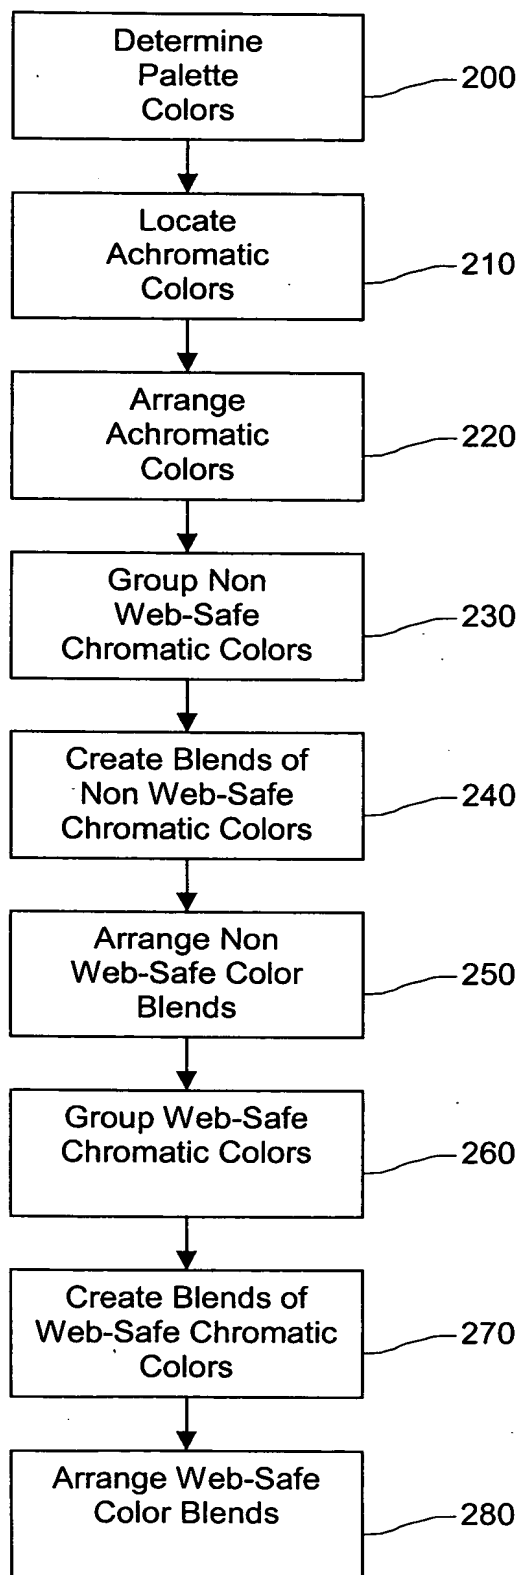 Determine
Palette
Colors
200
Locate
Achromatic
Colors
210
Arrange
Achromatic
Colors
220
Group Non
Web-Safe
Chromatic Colors
230
Create Blends of
Non Web-Safe
Chromatic Colors
240
Arrange Non
Web-Safe Color
Blends
250
Group Web-Safe
Chromatic Colors
260
Create Blends of
Web-Safe Chromatic
Colors
270
Arrange Web-Safe
Color Blends
280